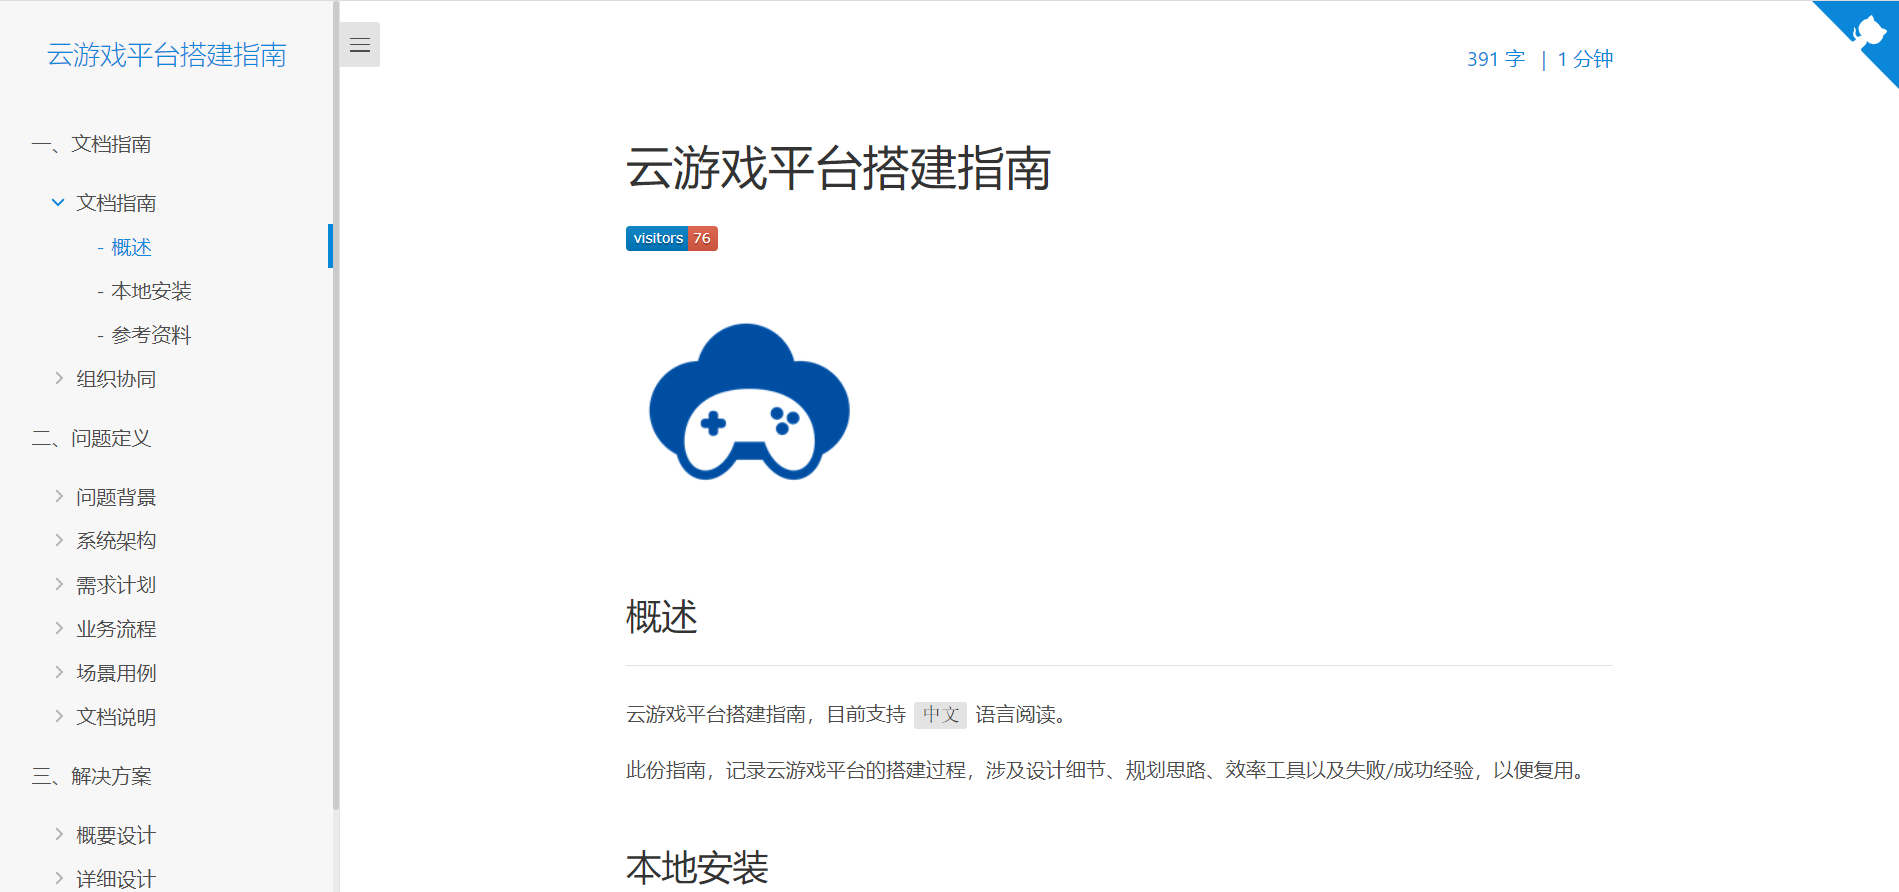 云游戏平台搭建指南
一、文档指南
文档指南
- 概述
- 本地安装
- 参考资料
组织协同
二、问题定义
问题背景
系统架构
需求计划
业务流程
场景用例
文档说明
三、解决方案
概要设计
详细设计
391 字 | 1 分钟
云游戏平台搭建指南
visitors 76
概述
云游戏平台搭建指南，目前支持 中文 语言阅读。
此份指南，记录云游戏平台的搭建过程，涉及设计细节、规划思路、效率工具以及失败/成功经验，以便复用。
本地安装